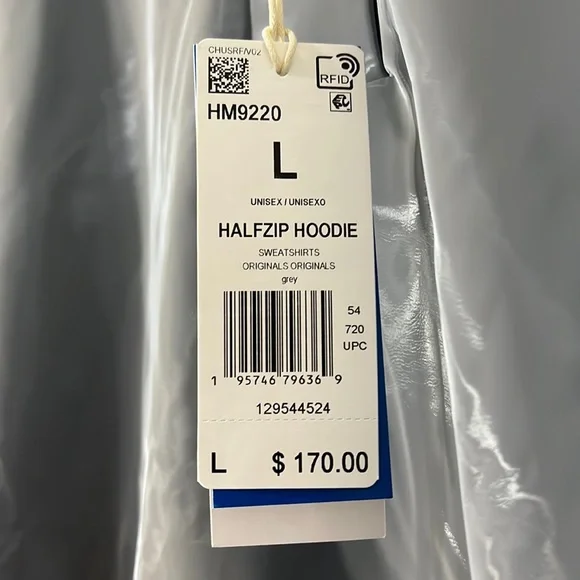 CHUSRF/V02
RFID
HM9220
L
UNISEX / UNISEXO
HALFZIP HOODIE
SWEATSHIRTS
ORIGINALS ORIGINALS
grey
54
720
UPC
1 95746 79636 9
129544524
L $ 170.00